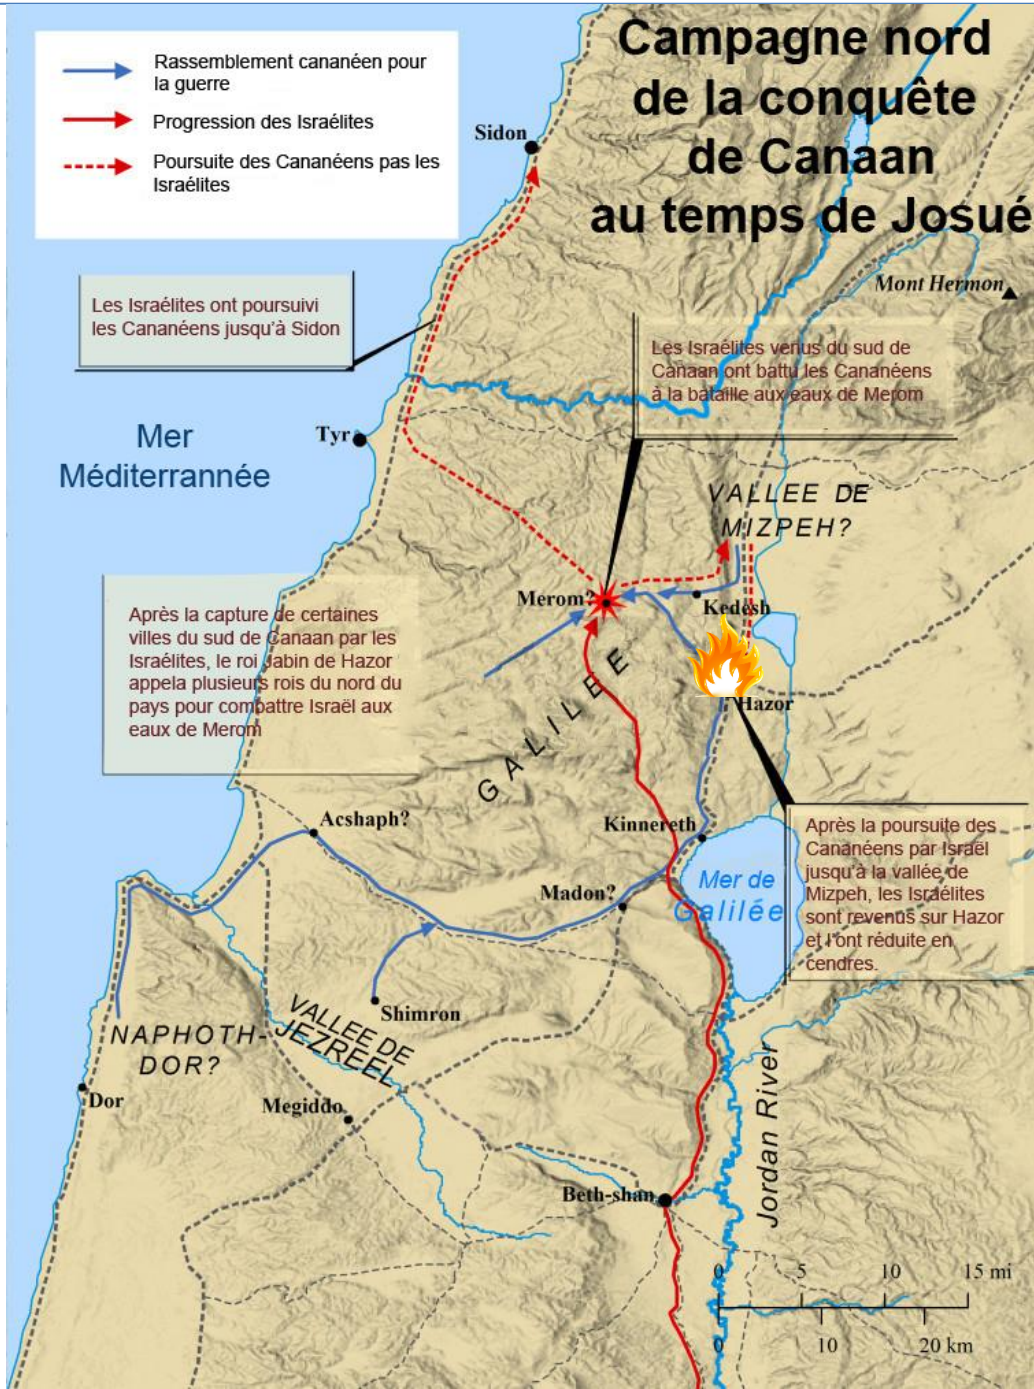 Campagne nord
de la conquête
de Canaan
au temps de Josué
Rassemblement cananéen pour
la guerre
Progression des Israélites
Poursuite des Cananéens pas les
Israélites
Sidon
Mont Hermon
Les Israélites ont poursuivi
les Cananéens jusqu'à Sidon
Les Israélites venus du sud de
Canaan ont battu les Cananéens
à la bataille aux eaux de Merom
Tyr
Mer
Méditerrannée
VALLEE DE
MIZPEH?
Merom?
Kedesh
Après la capture de certaines
villes du sud de Canaan par les
Israélites, le roi Jabin de Hazor
appela plusieurs rois du nord du
pays pour compattre Israël aux
eaux de Merom
Hazor
GALILEE
Acshaph?
Kinnereth
Après la poursuite des
Cananéens par Israël
jusqu'à la vallée de
Mizpeh, les Israélites
sont revenus sur Hazor
et l'ont réduite en
cendres.
Mer de
Galilée
Madon?
Shimron
VALLEE DE
JEZREEL
NAPHOTH-
DOR?
Dor
Megiddo
Jordan River
Beth-shan
0 5 10 15 mi
0 10 20 km